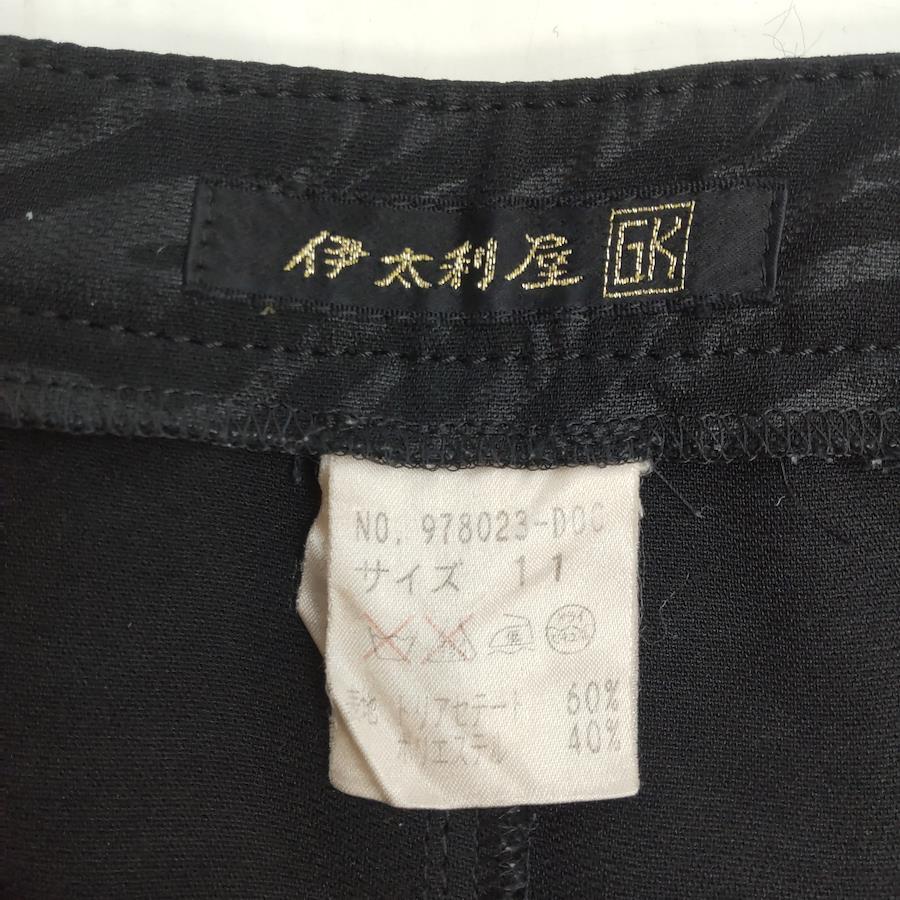 伊太利屋 GK
NO. 978023-DOC
サイズ 11
トリアセテート 60%
ポリエステル 40%